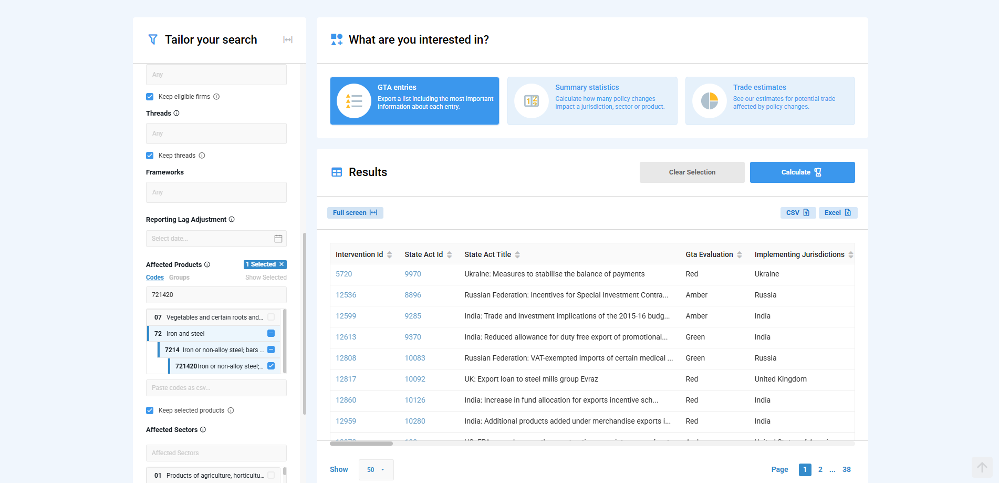 Tailor your search
Any
Keep eligible firms
Threads
Any
Keep threads
Frameworks
Any
Reporting Lag Adjustment
Select date...
Affected Products
1 Selected ×
Codes Groups Show Selected
721420
07 Vegetables and certain roots and...
72 Iron and steel
7214 Iron or non-alloy steel; bars ...
721420 Iron or non-alloy steel;...
Paste codes as csv...
Keep selected products
Affected Sectors
Affected Sectors
01 Products of agriculture, horticultu...
What are you interested in?
GTA entries
Export a list including the most important
information about each entry.
Summary statistics
Calculate how many policy changes
impact a jurisdiction, sector or product.
Trade estimates
See our estimates for potential trade
affected by policy changes.
Results
Clear Selection
Calculate
Full screen
CSV
Excel
Intervention Id State Act Id State Act Title Gta Evaluation Implementing Jurisdictions
5720 9970 Ukraine: Measures to stabilise the balance of payments Red Ukraine
12536 8896 Russian Federation: Incentives for Special Investment Contra... Amber Russia
12599 9285 India: Trade and investment implications of the 2015-16 budg... Amber India
12613 9370 India: Reduced allowance for duty free export of promotional... Green India
12808 10083 Russian Federation: VAT-exempted imports of certain medical ... Green Russia
12817 10092 UK: Export loan to steel mills group Evraz Red United Kingdom
12860 10126 India: Increase in fund allocation for exports incentive sch... Red India
12959 10280 India: Additional products added under merchandise exports i... Red India
Show 50
Page 1 2 ... 38